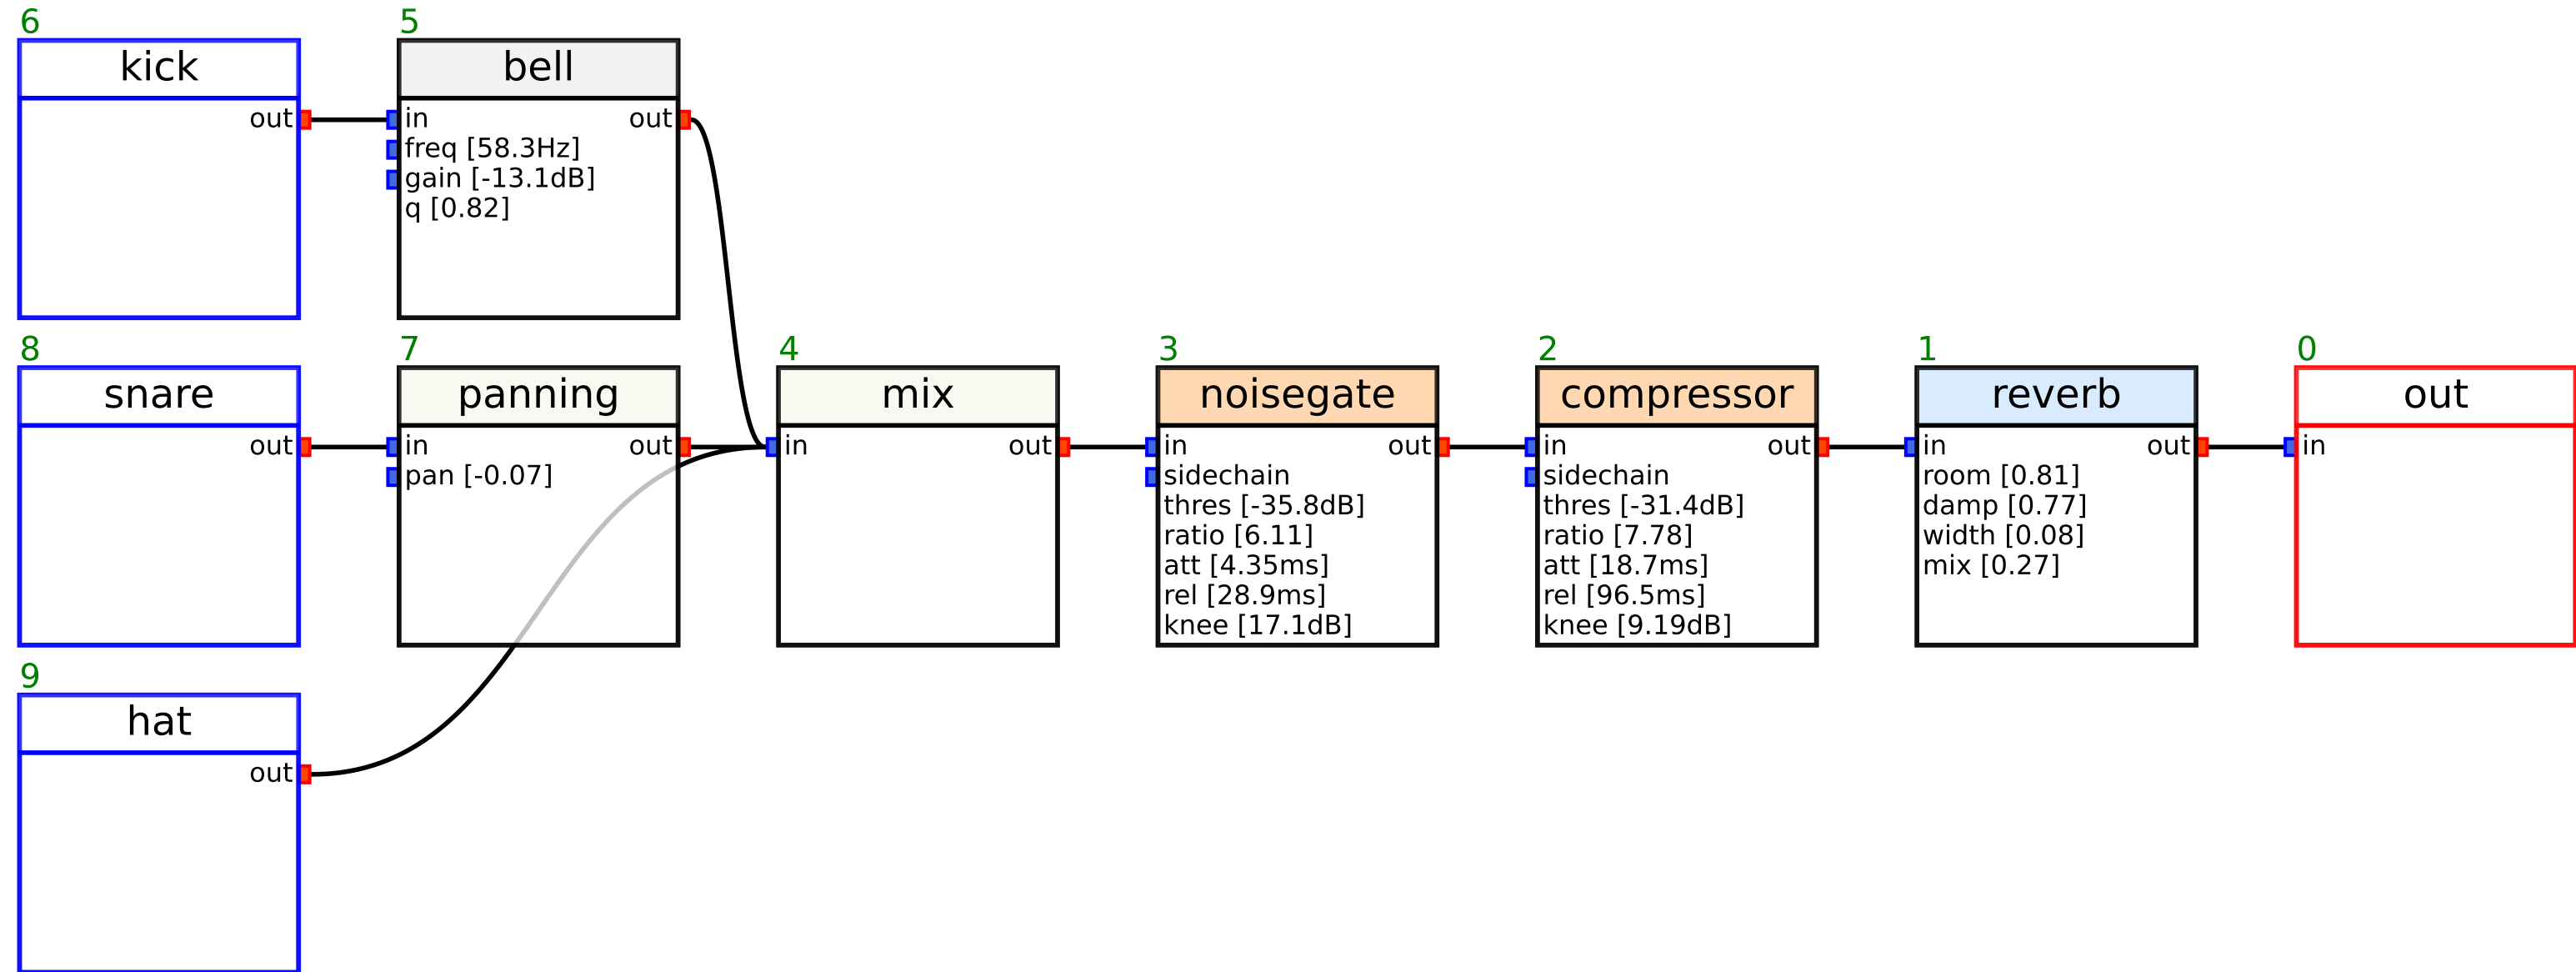 6
kick
out
5
bell
in out
freq [58.3Hz]
gain [-13.1dB]
q [0.82]
8
snare
out
7
panning
in out
pan [-0.07]
4
mix
in out
3
noisegate
in out
sidechain
thres [-35.8dB]
ratio [6.11]
att [4.35ms]
rel [28.9ms]
knee [17.1dB]
2
compressor
in out
sidechain
thres [-31.4dB]
ratio [7.78]
att [18.7ms]
rel [96.5ms]
knee [9.19dB]
1
reverb
in out
room [0.81]
damp [0.77]
width [0.08]
mix [0.27]
0
out
in
9
hat
out